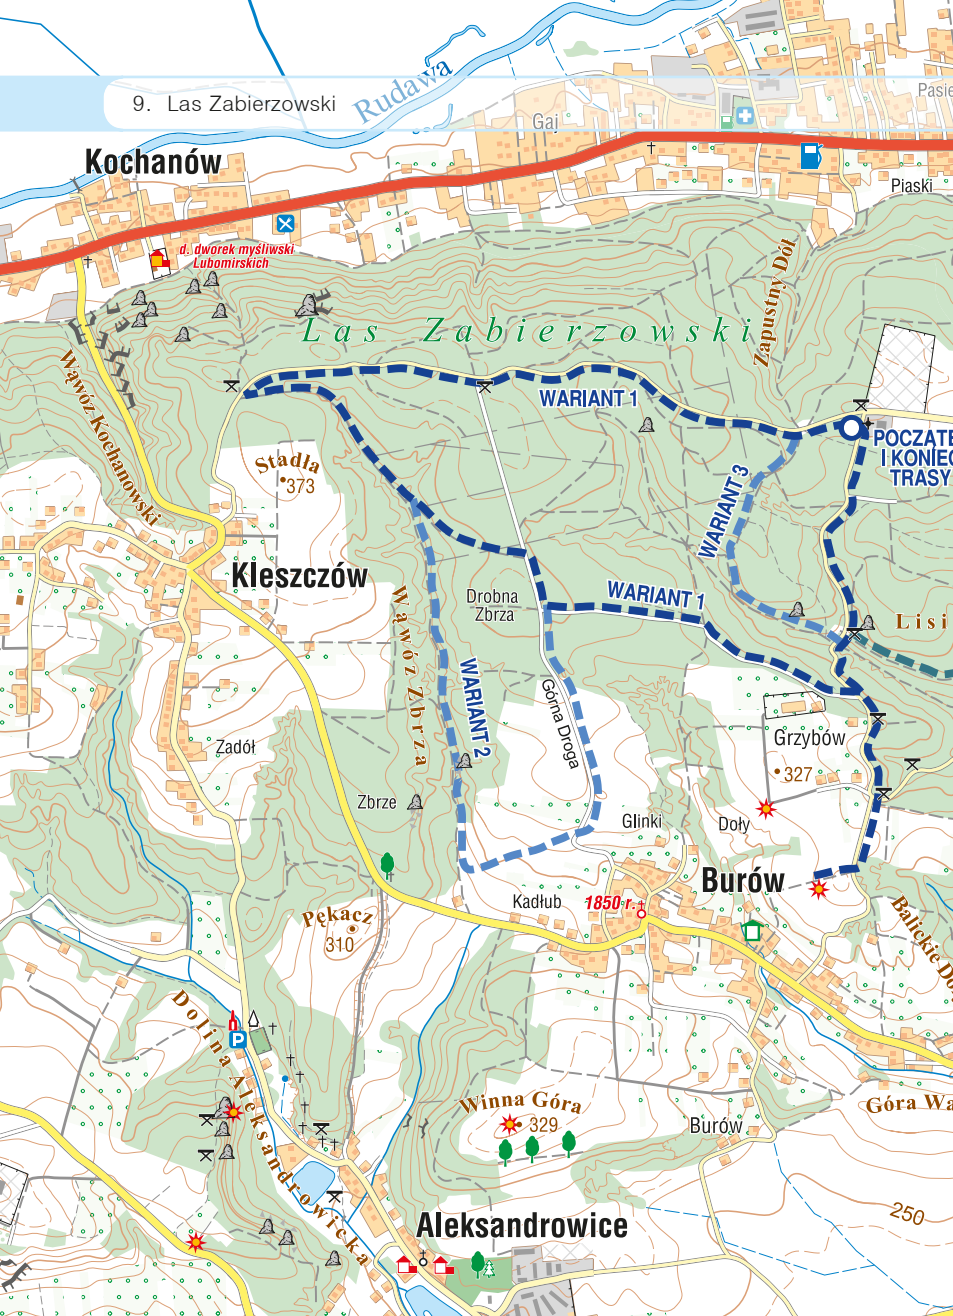 Rudawa
9. Las Zabierzowski
Gaj
Kochanów
Piaski
d. dworek myśliwski
Lubomirskich
Las Zabierzowski
Zapustny Dół
Wąwóz Kochanowski
WARIANT 1
POCZĄTE
I KONIEC
TRASY
Stadła
373
WARIANT 3
Kleszczów
Drobna
Zbrza
WARIANT 1
Wąwóz Zbrza
Lisi
WARIANT 2
Górna Droga
Zadół
Grzybów
327
Zbrze
Glinki
Doły
Burów
Kadłub
1850 r.
Pękacz
310
Balickie Do
Dolina Aleksandrowicka
P
Winna Góra
329
Góra Wa
Burów
250
Aleksandrowice